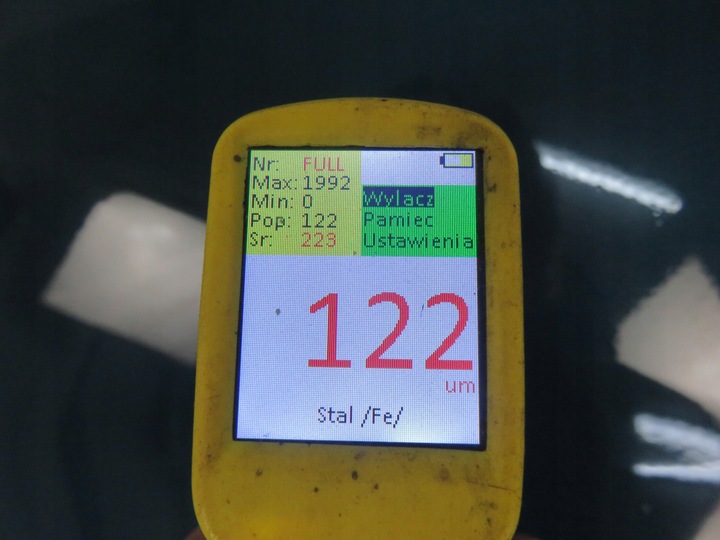 Nr: FULL
Max: 1992
Min: 0
Pop: 122
Sr: 223
Wylacz
Pamiec
Ustawienia
122
um
Stal /Fe/